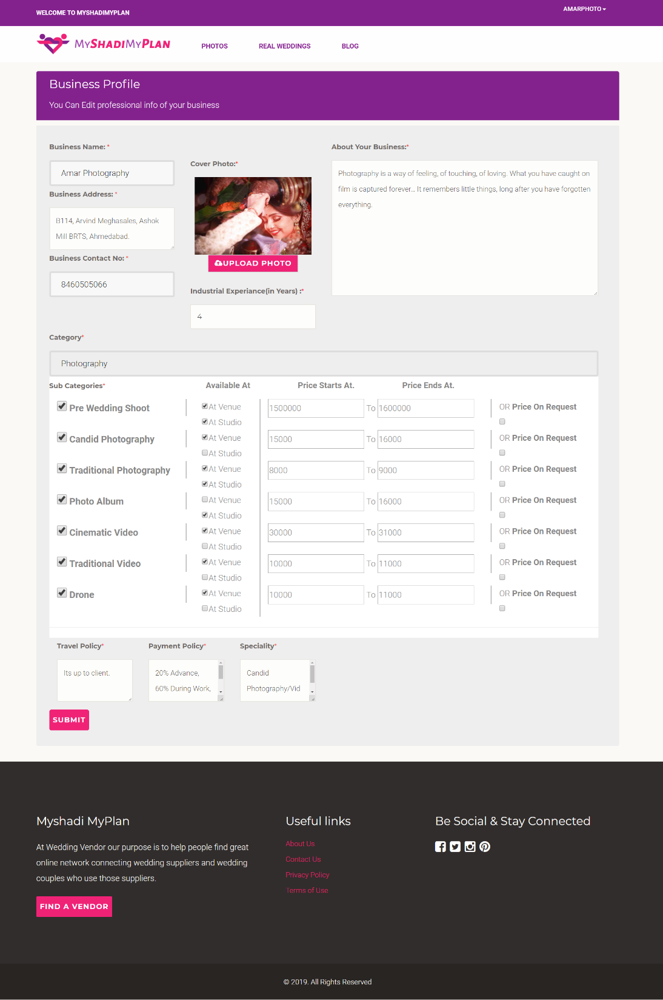 WELCOME TO MYSHADIMYPLAN
AMARPHOTO
MYSHADIMYPLAN
PHOTOS
REAL WEDDINGS
BLOG
Business Profile
You Can Edit professional info of your business
Business Name: *
Amar Photography
Business Address: *
B114, Arvind Meghasales, Ashok
Mill BRTS, Ahmedabad.
Business Contact No: *
8460505066
Cover Photo:*
UPLOAD PHOTO
Industrial Experiance(in Years) :*
4
About Your Business:*
Photography is a way of feeling, of touching, of loving. What you have caught on
film is captured forever... It remembers little things, long after you have forgotten
everything.
Category*
Photography
Sub Categories* Available At Price Starts At. Price Ends At.
Pre Wedding Shoot At Venue 1500000 To 1600000 OR Price On Request
At Studio
Candid Photography At Venue 15000 To 16000 OR Price On Request
At Studio
Traditional Photography At Venue 8000 To 9000 OR Price On Request
At Studio
Photo Album At Venue 15000 To 16000 OR Price On Request
At Studio
Cinematic Video At Venue 30000 To 31000 OR Price On Request
At Studio
Traditional Video At Venue 10000 To 11000 OR Price On Request
At Studio
Drone At Venue 10000 To 11000 OR Price On Request
At Studio
Travel Policy*
Its up to client.
Payment Policy*
20% Advance,
60% During Work,
Speciality*
Candid
Photography/Vid
SUBMIT
Myshadi MyPlan
At Wedding Vendor our purpose is to help people find great
online network connecting wedding suppliers and wedding
couples who use those suppliers.
FIND A VENDOR
Useful links
About Us
Contact Us
Privacy Policy
Terms of Use
Be Social & Stay Connected
© 2019. All Rights Reserved